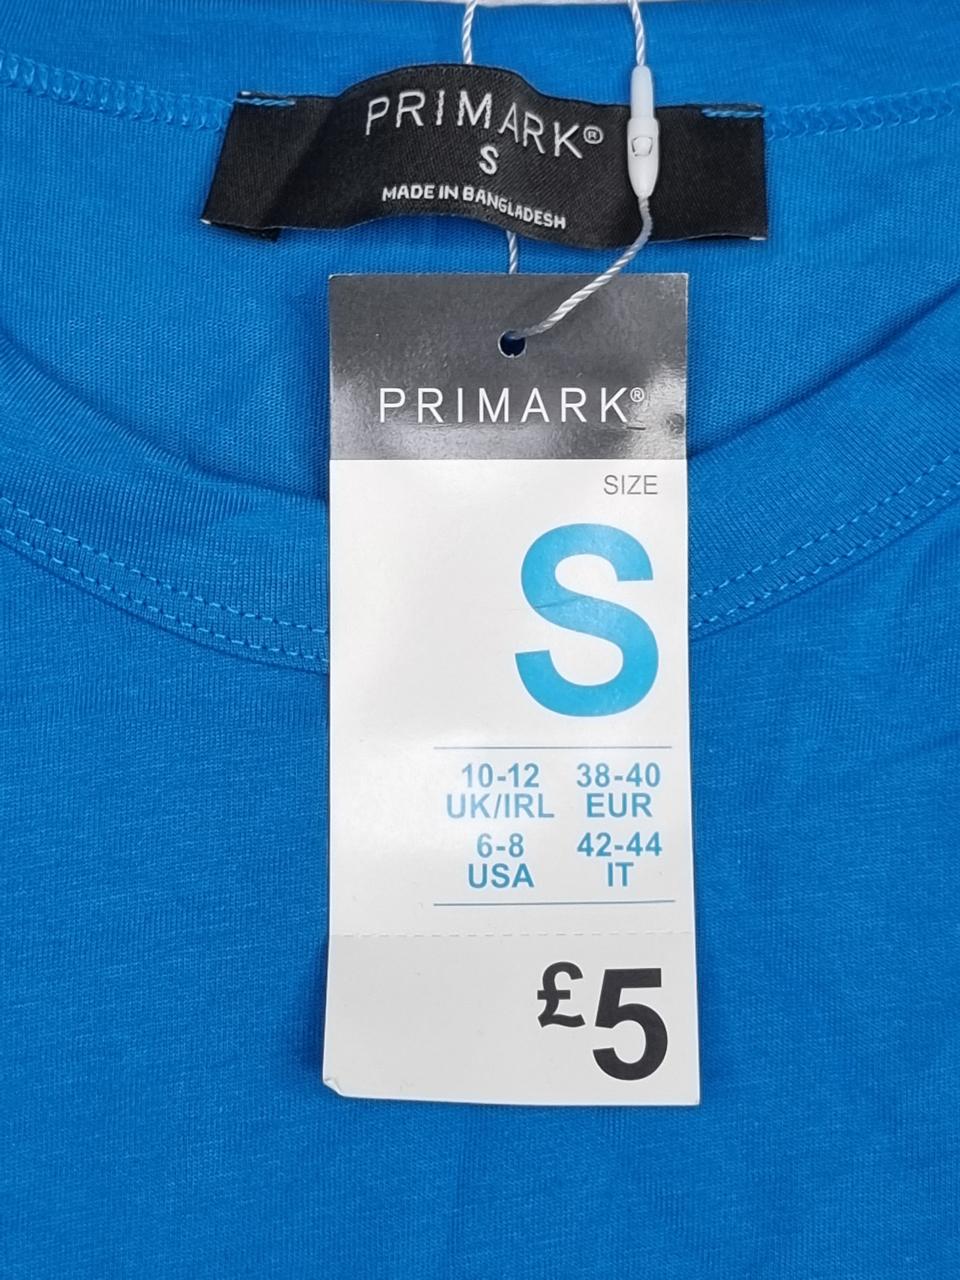 PRIMARK®
S
MADE IN BANGLADESH
PRIMARK®
SIZE
S
10-12 38-40
UK/IRL EUR
6-8 42-44
USA IT
£5